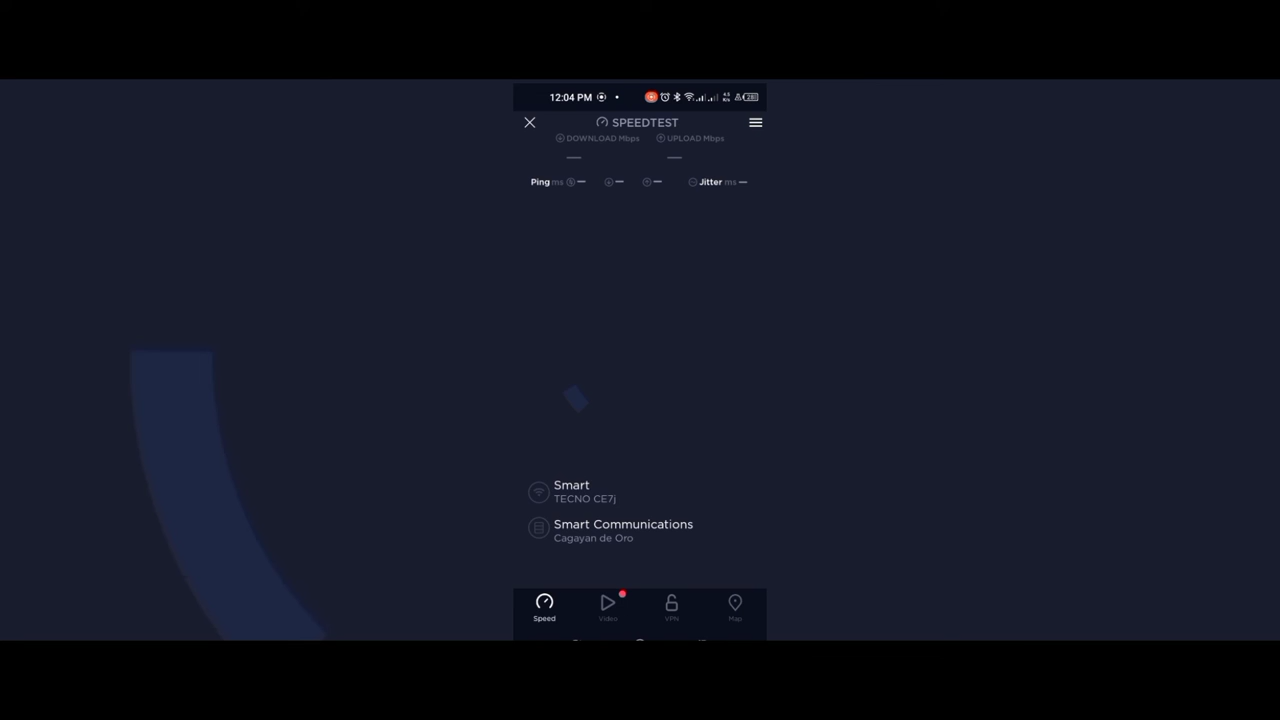 12:04 PM
SPEEDTEST
DOWNLOAD Mbps UPLOAD Mbps
Ping ms Jitter ms
Smart
TECNO CE7j
Smart Communications
Cagayan de Oro
Speed Video VPN Map